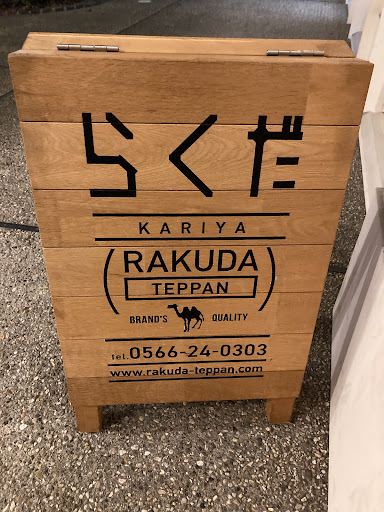 らくだ
KARIYA
RAKUDA
TEPPAN
BRAND'S QUALITY
tel.0566-24-0303
www.rakuda-teppan.com